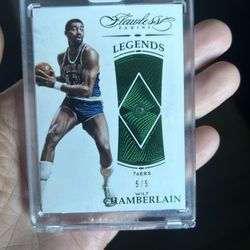 Flawless
PANINI
LEGENDS
76ERS
5/5
WILT
CHAMBERLAIN